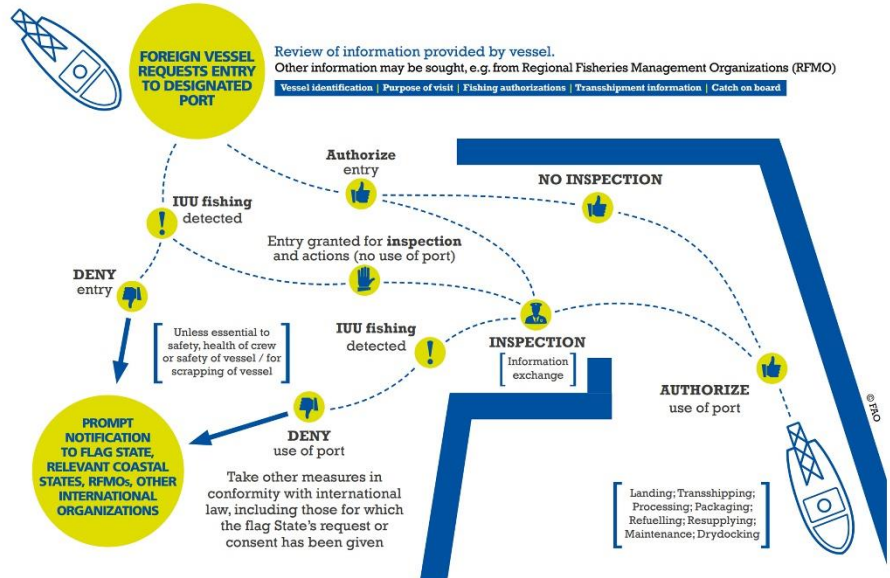 FOREIGN VESSEL
REQUESTS ENTRY
TO DESIGNATED
PORT
Review of information provided by vessel.
Other information may be sought, e.g. from Regional Fisheries Management Organizations (RFMO)
Vessel identification | Purpose of visit | Fishing authorizations | Transshipment information | Catch on board
Authorize
entry
NO INSPECTION
IUU fishing
detected
Entry granted for inspection
and actions (no use of port)
DENY
entry
Unless essential to
safety, health of crew
or safety of vessel / for
scrapping of vessel
IUU fishing
detected
INSPECTION
Information
exchange
AUTHORIZE
use of port
© FAO
PROMPT
NOTIFICATION
TO FLAG STATE,
RELEVANT COASTAL
STATES, RFMOs, OTHER
INTERNATIONAL
ORGANIZATIONS
DENY
use of port
Take other measures in
conformity with international
law, including those for which
the flag State's request or
consent has been given
Landing; Transshipping;
Processing; Packaging;
Refuelling; Resupplying;
Maintenance; Drydocking